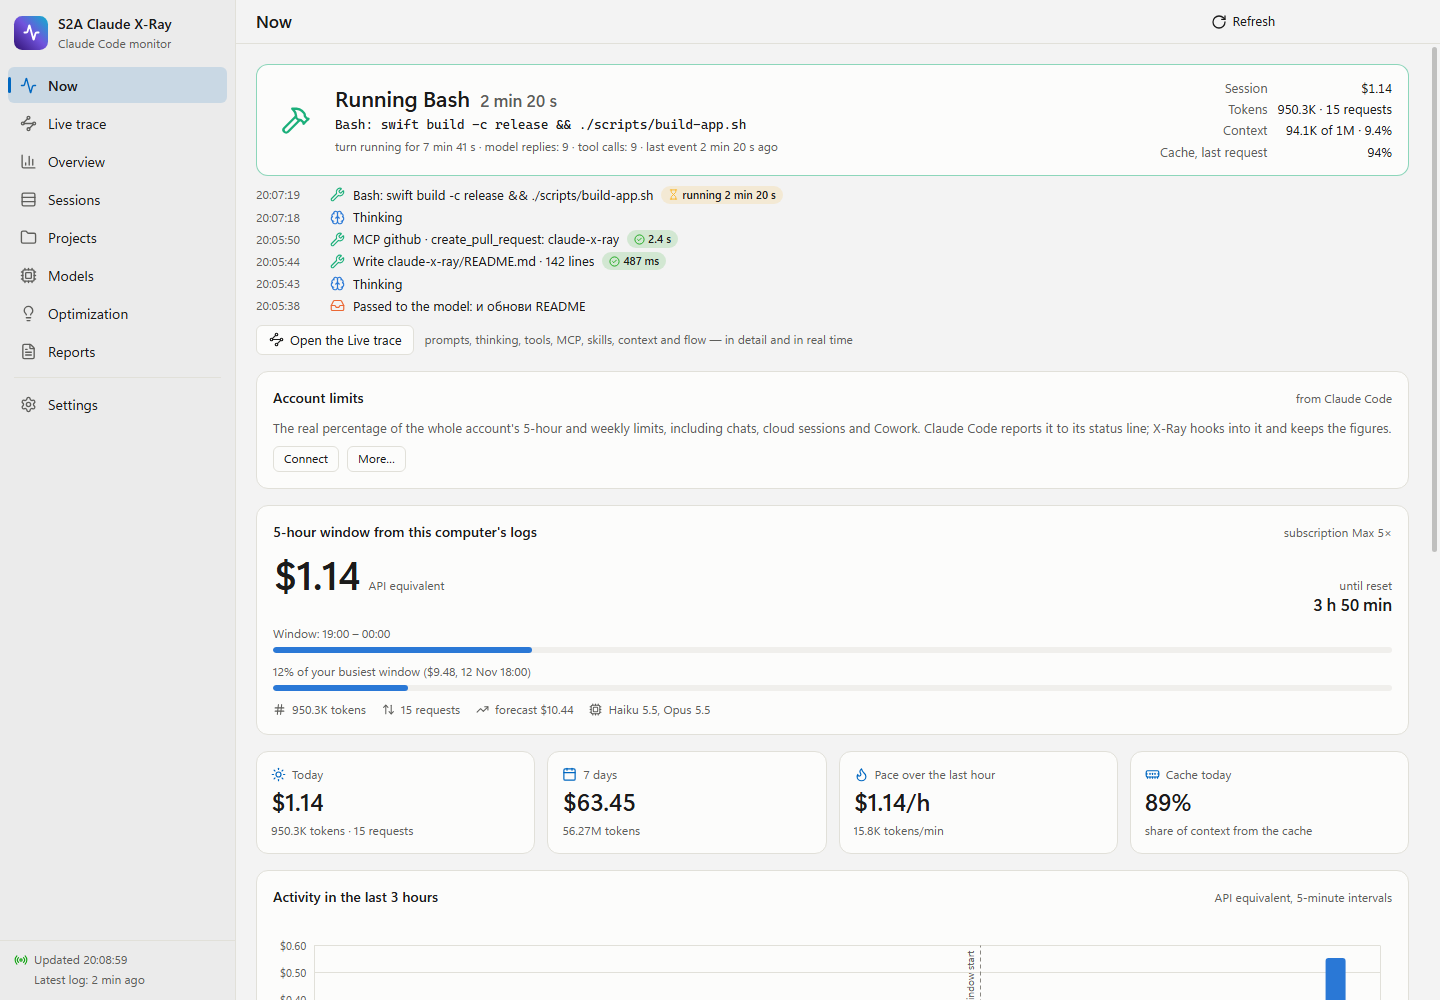 S2A Claude X-Ray
Claude Code monitor
Now
Live trace
Overview
Sessions
Projects
Models
Optimization
Reports
Settings
Updated 20:08:59
Latest log: 2 min ago
Now
Refresh
Running Bash 2 min 20 s
Bash: swift build -c release && ./scripts/build-app.sh
turn running for 7 min 41 s · model replies: 9 · tool calls: 9 · last event 2 min 20 s ago
Session $1.14
Tokens 950.3K · 15 requests
Context 94.1K of 1M · 9.4%
Cache, last request 94%
20:07:19 Bash: swift build -c release && ./scripts/build-app.sh running 2 min 20 s
20:07:18 Thinking
20:05:50 MCP github · create_pull_request: claude-x-ray 2.4 s
20:05:44 Write claude-x-ray/README.md · 142 lines 487 ms
20:05:43 Thinking
20:05:38 Passed to the model: и обнови README
Open the Live trace prompts, thinking, tools, MCP, skills, context and flow — in detail and in real time
Account limits from Claude Code
The real percentage of the whole account's 5-hour and weekly limits, including chats, cloud sessions and Cowork. Claude Code reports it to its status line; X-Ray hooks into it and keeps the figures.
Connect More...
5-hour window from this computer's logs subscription Max 5×
$1.14 API equivalent
until reset
3 h 50 min
Window: 19:00 – 00:00
12% of your busiest window ($9.48, 12 Nov 18:00)
950.3K tokens 15 requests forecast $10.44 Haiku 5.5, Opus 5.5
Today
$1.14
950.3K tokens · 15 requests
7 days
$63.45
56.27M tokens
Pace over the last hour
$1.14/h
15.8K tokens/min
Cache today
89%
share of context from the cache
Activity in the last 3 hours API equivalent, 5-minute intervals
$0.60
$0.50
$0.40
start